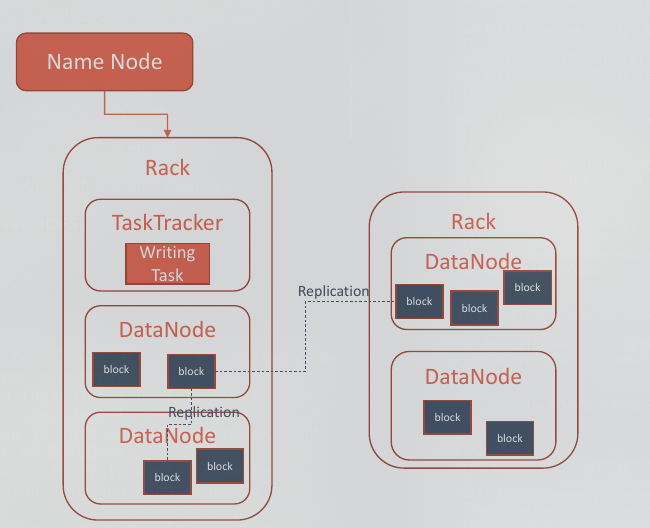 Name Node
Rack
TaskTracker
Writing
Task
DataNode
block
block
Replication
DataNode
block
block
Replication
Rack
DataNode
block
block
block
DataNode
block
block